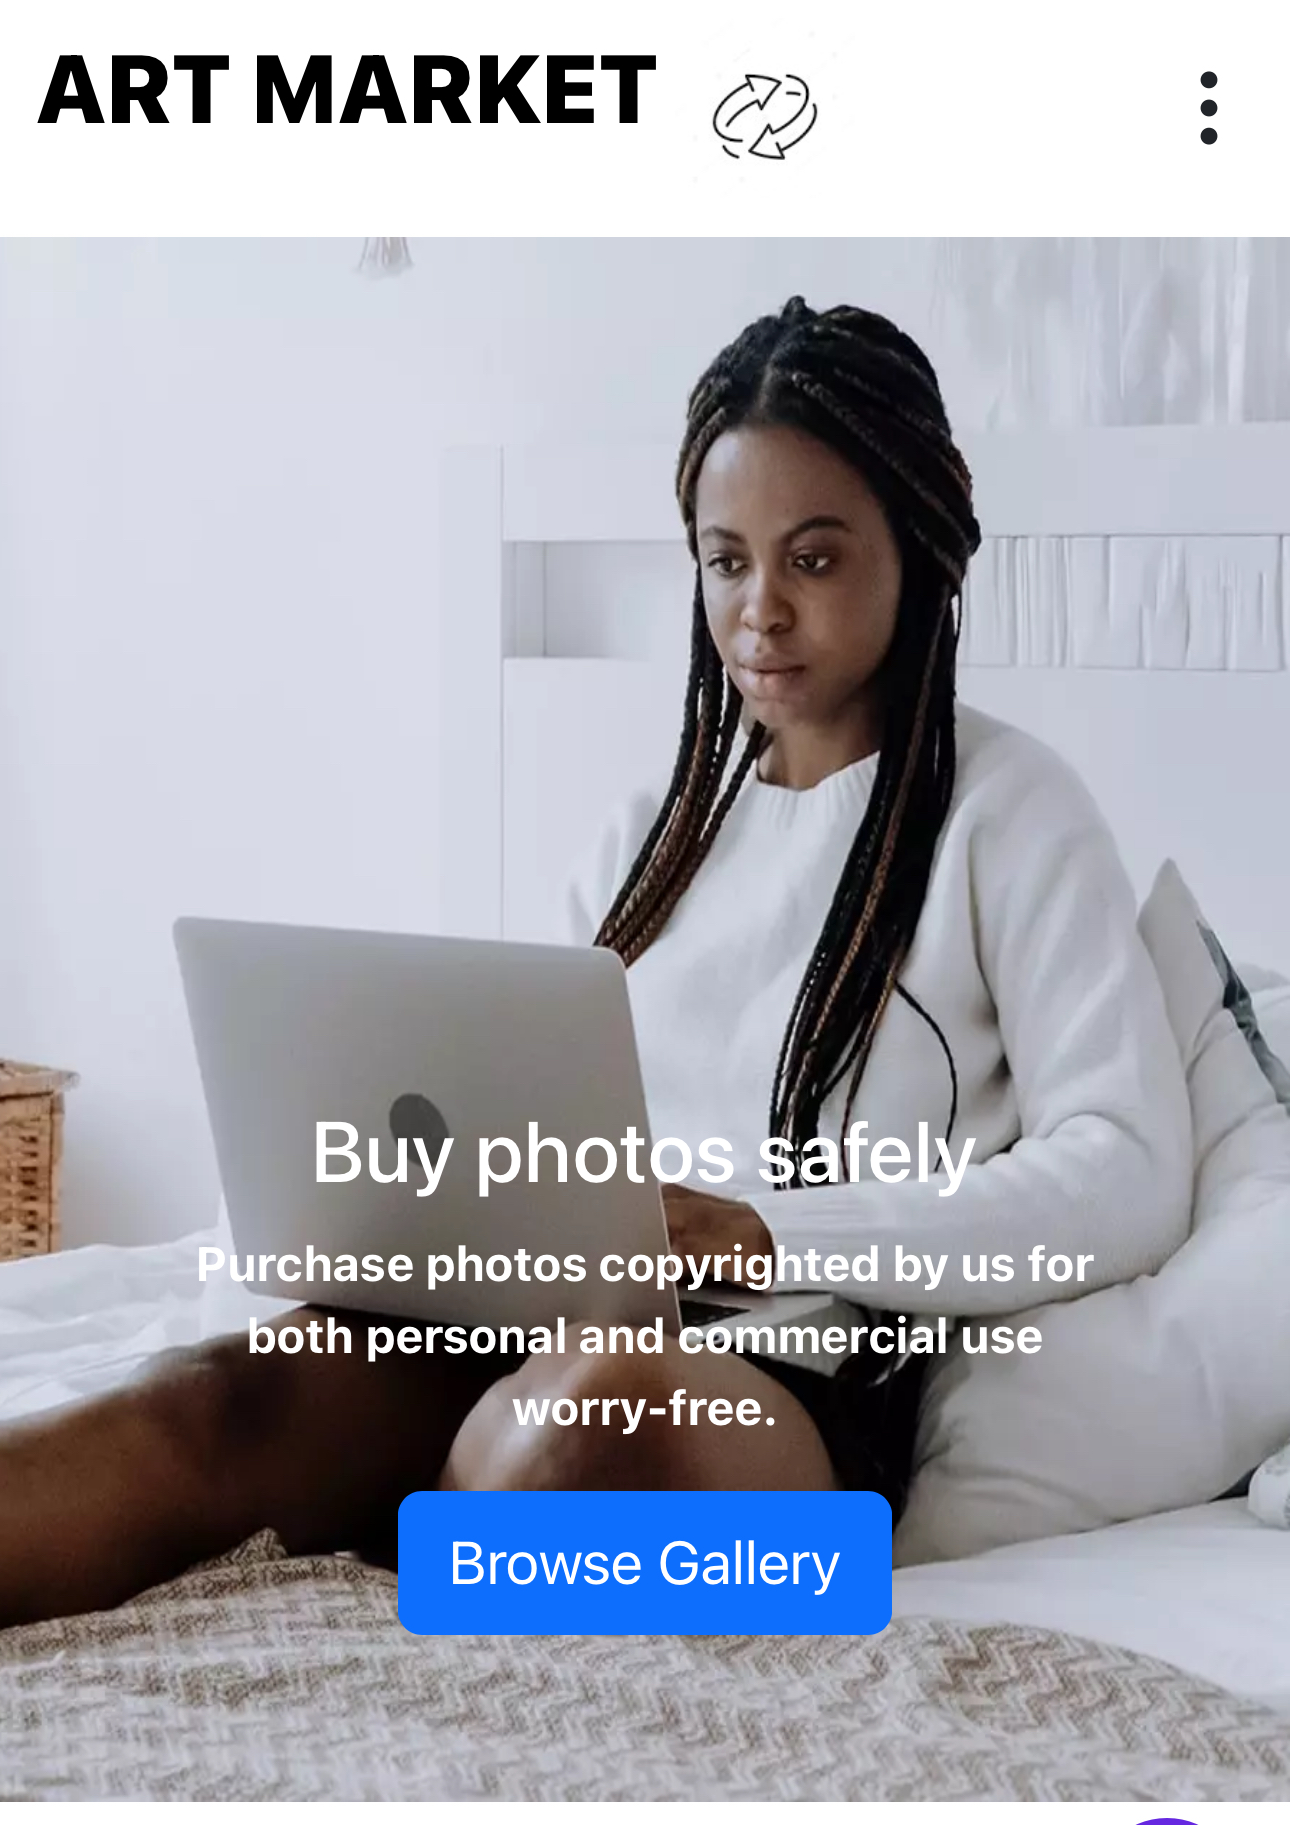 ART MARKET
Buy photos safely
Purchase photos copyrighted by us for
both personal and commercial use
worry-free.
Browse Gallery